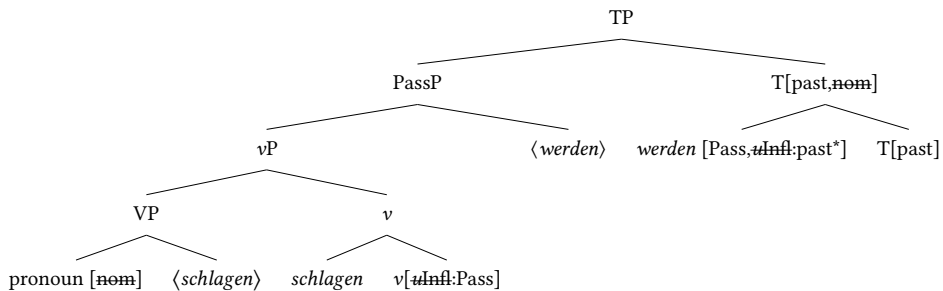 TP
PassP T[past,nom]
vP ⟨werden⟩ werden [Pass,uInfl:past*] T[past]
VP v
pronoun [nom] ⟨schlagen⟩ schlagen v[uInfl:Pass]